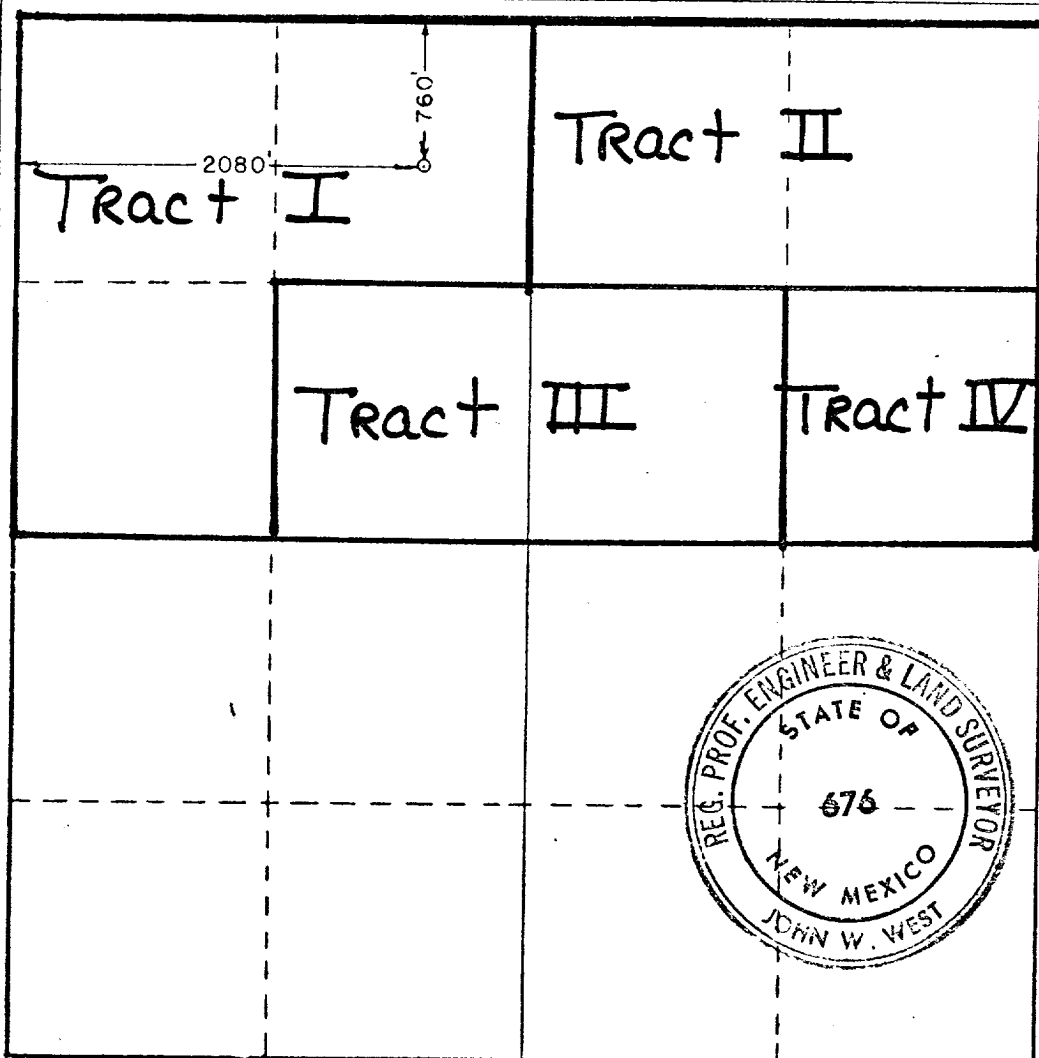 760'
2080'
Tract I
Tract II
Tract III
Tract IV
REG. PROF. ENGINEER & LAND SURVEYOR
STATE OF
676
NEW MEXICO
JOHN W. WEST